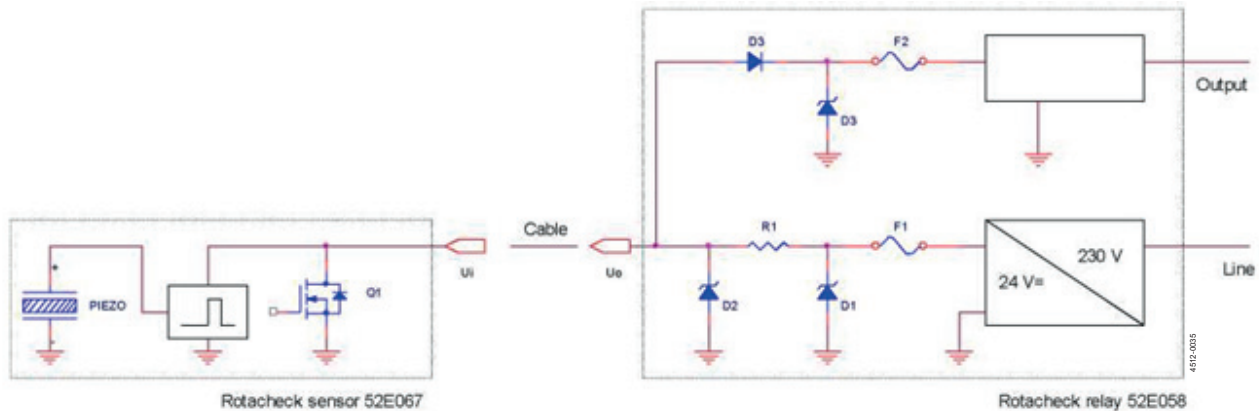 D3
F2
D3
Output
Cable
R1
F1
Ui
Uo
230 V
24 V=
Line
+
PIEZO
Q1
D2
D1
-
4512-0035
Rotacheck sensor 52E067
Rotacheck relay 52E058